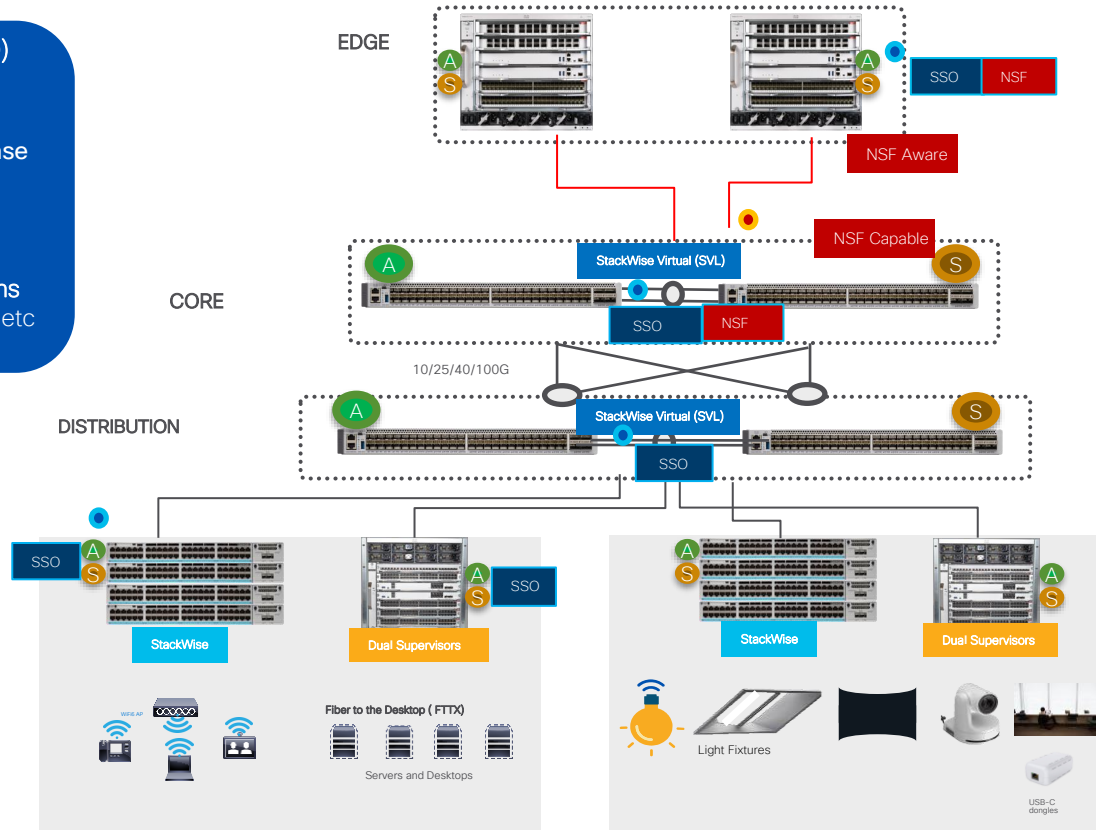 )
se
ns
etc
EDGE
A
S
A
S
SSO
NSF
NSF Aware
NSF Capable
CORE
A
StackWise Virtual (SVL)
S
SSO
NSF
10/25/40/100G
DISTRIBUTION
A
StackWise Virtual (SVL)
S
SSO
SSO
A
S
StackWise
A
S
SSO
Dual Supervisors
A
S
StackWise
A
S
Dual Supervisors
WiFi6 AP
Fiber to the Desktop ( FTTX)
Servers and Desktops
Light Fixtures
USB-C
dongles